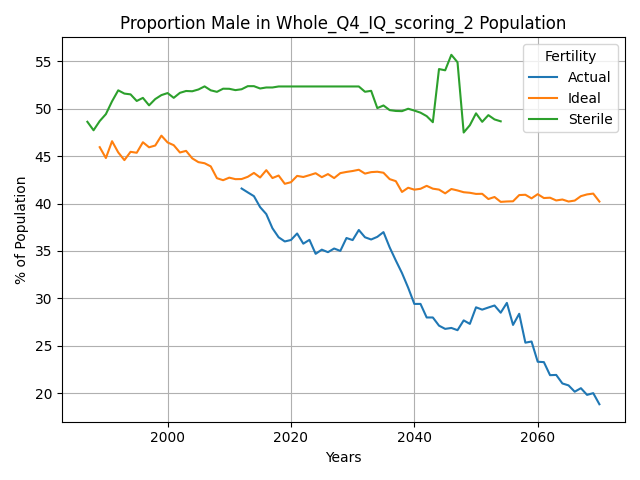 Proportion Male in Whole_Q4_IQ_scoring_2 Population
Fertility
Actual
Ideal
Sterile
% of Population
55
50
45
40
35
30
25
20
2000 2020 2040 2060
Years